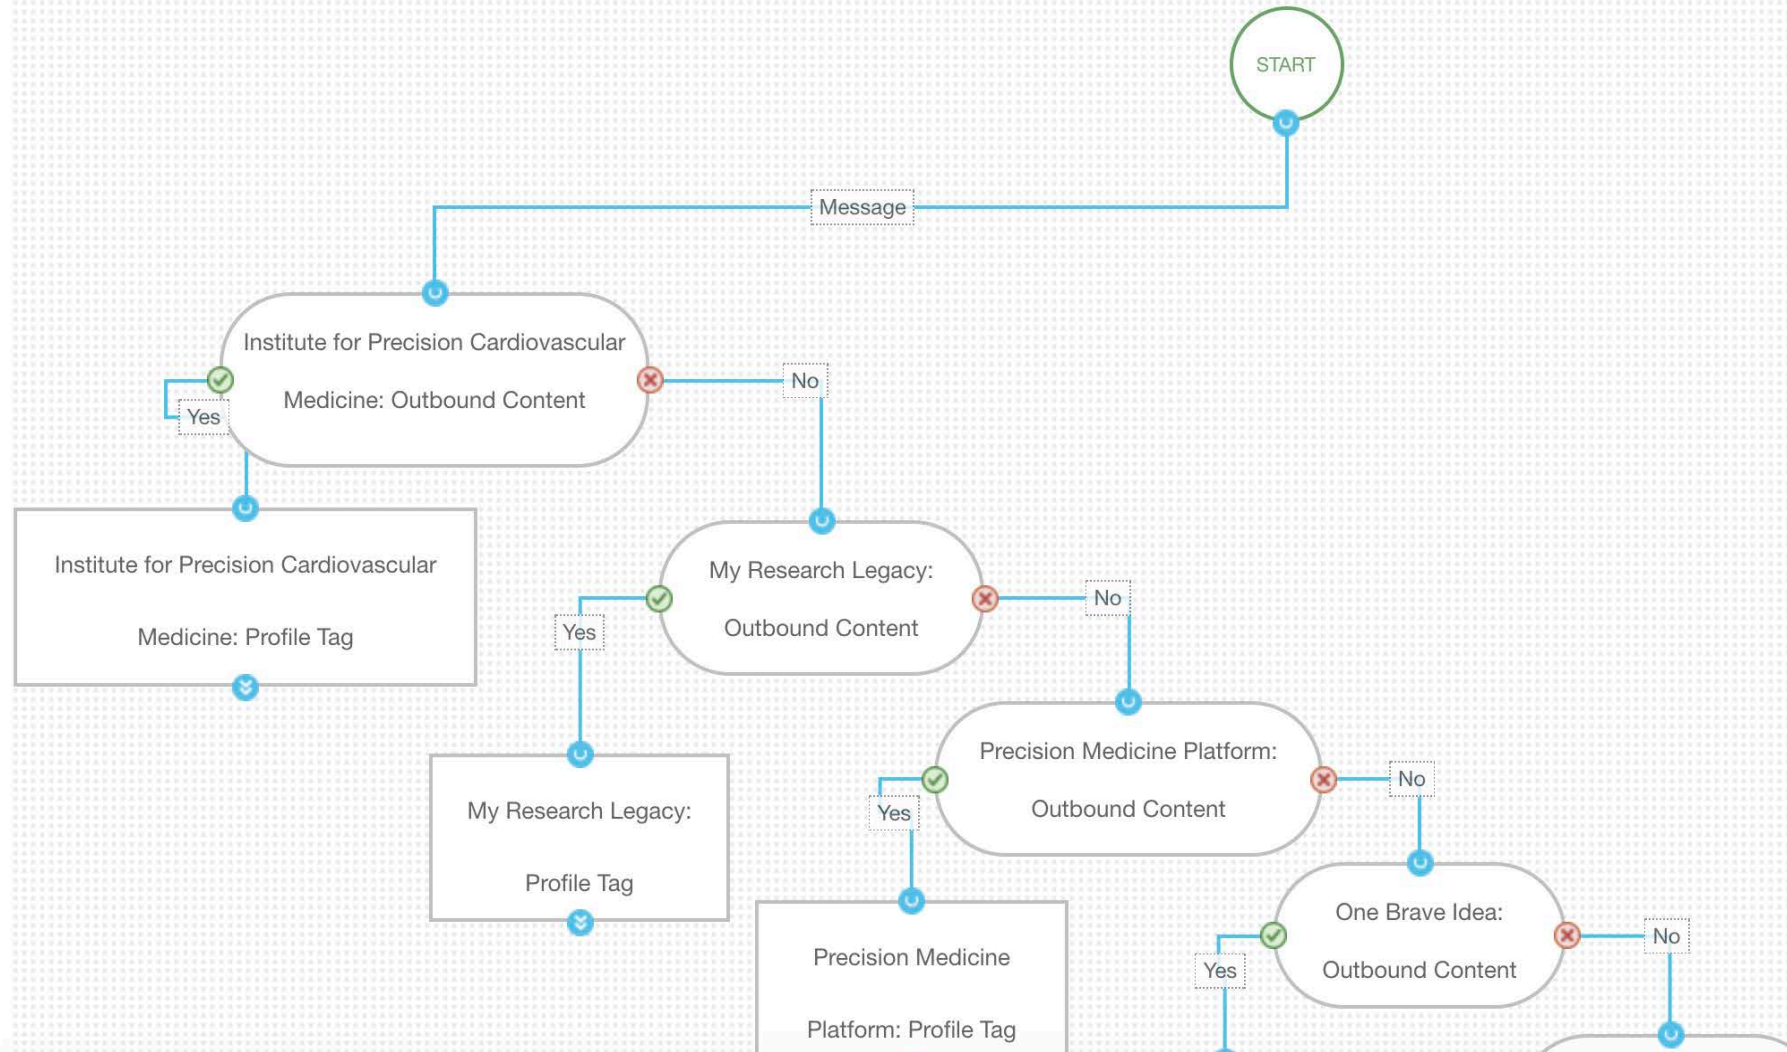 START
Message
Institute for Precision Cardiovascular
Medicine: Outbound Content
No
Yes
Institute for Precision Cardiovascular
Medicine: Profile Tag
My Research Legacy:
Outbound Content
No
Yes
My Research Legacy:
Profile Tag
Precision Medicine Platform:
Outbound Content
No
Yes
Precision Medicine
Platform: Profile Tag
One Brave Idea:
Outbound Content
No
Yes